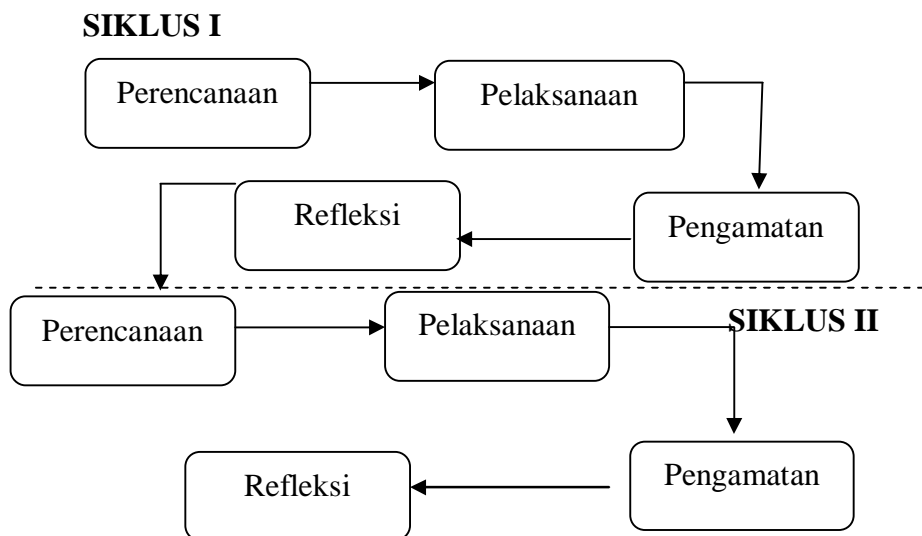 SIKLUS I
Perencanaan
Pelaksanaan
Pengamatan
Refleksi
SIKLUS II
Perencanaan
Pelaksanaan
Pengamatan
Refleksi